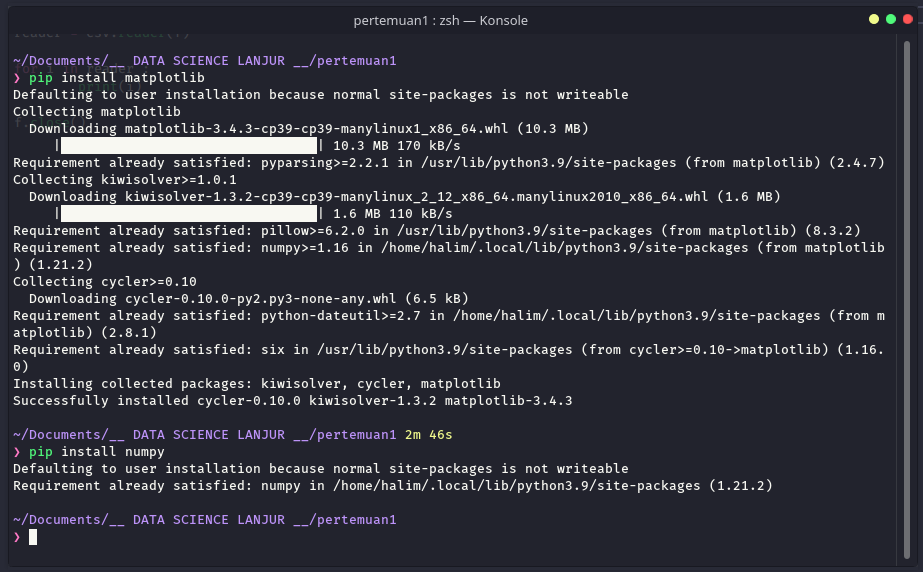 pertemuan1 : zsh — Konsole
~/Documents/__ DATA SCIENCE LANJUR __/pertemuan1
❯ pip install matplotlib
Defaulting to user installation because normal site-packages is not writeable
Collecting matplotlib
  Downloading matplotlib-3.4.3-cp39-cp39-manylinux1_x86_64.whl (10.3 MB)
     |████████████████████████████████| 10.3 MB 170 kB/s
Requirement already satisfied: pyparsing>=2.2.1 in /usr/lib/python3.9/site-packages (from matplotlib) (2.4.7)
Collecting kiwisolver>=1.0.1
  Downloading kiwisolver-1.3.2-cp39-cp39-manylinux_2_12_x86_64.manylinux2010_x86_64.whl (1.6 MB)
     |████████████████████████████████| 1.6 MB 110 kB/s
Requirement already satisfied: pillow>=6.2.0 in /usr/lib/python3.9/site-packages (from matplotlib) (8.3.2)
Requirement already satisfied: numpy>=1.16 in /home/halim/.local/lib/python3.9/site-packages (from matplotlib
) (1.21.2)
Collecting cycler>=0.10
  Downloading cycler-0.10.0-py2.py3-none-any.whl (6.5 kB)
Requirement already satisfied: python-dateutil>=2.7 in /home/halim/.local/lib/python3.9/site-packages (from m
atplotlib) (2.8.1)
Requirement already satisfied: six in /usr/lib/python3.9/site-packages (from cycler>=0.10->matplotlib) (1.16.
0)
Installing collected packages: kiwisolver, cycler, matplotlib
Successfully installed cycler-0.10.0 kiwisolver-1.3.2 matplotlib-3.4.3
~/Documents/__ DATA SCIENCE LANJUR __/pertemuan1 2m 46s
❯ pip install numpy
Defaulting to user installation because normal site-packages is not writeable
Requirement already satisfied: numpy in /home/halim/.local/lib/python3.9/site-packages (1.21.2)
~/Documents/__ DATA SCIENCE LANJUR __/pertemuan1
❯